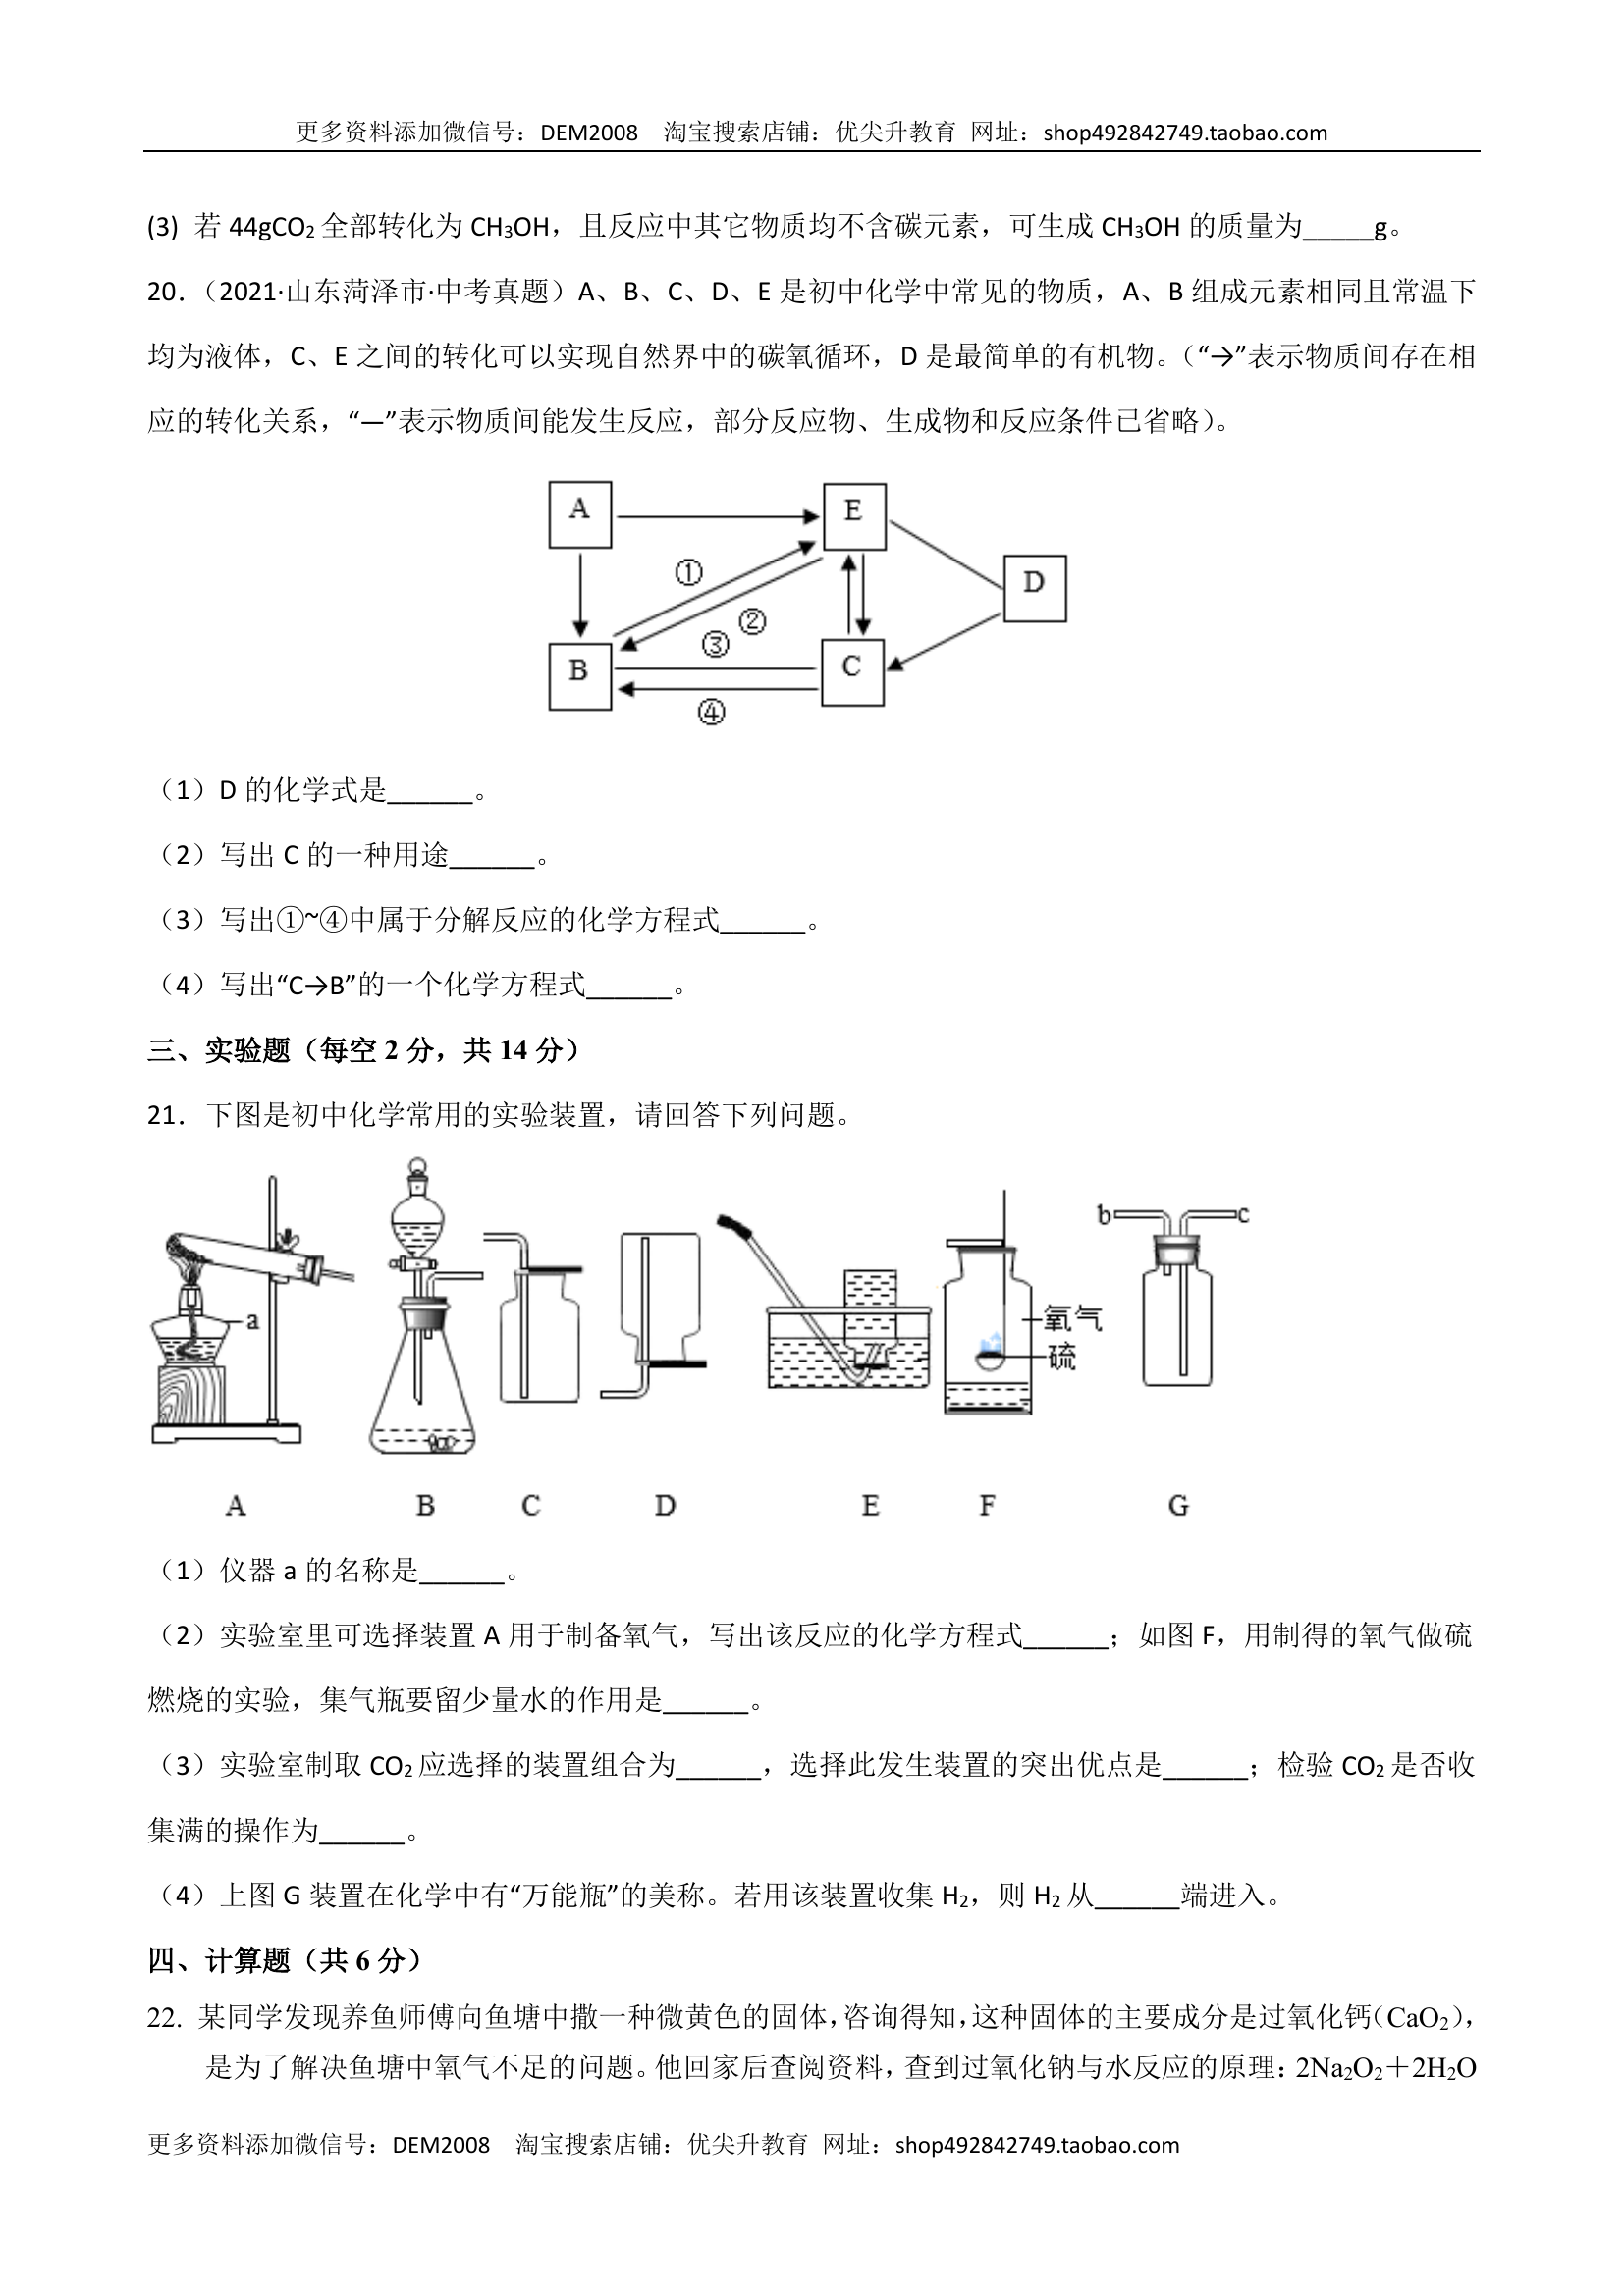 更多资料添加微信号：DEM2008  淘宝搜索店铺：优尖升教育 网址：shop492842749.taobao.com
(3) 若 44gCO₂全部转化为 CH₃OH，且反应中其它物质均不含碳元素，可生成 CH₃OH 的质量为_____g。
20．（2021·山东菏泽市·中考真题）A、B、C、D、E 是初中化学中常见的物质，A、B 组成元素相同且常温下
均为液体，C、E 之间的转化可以实现自然界中的碳氧循环，D 是最简单的有机物。（“→”表示物质间存在相
应的转化关系，“—”表示物质间能发生反应，部分反应物、生成物和反应条件已省略）。
A
E
①
D
②
③
B
C
④
（1）D 的化学式是______。
（2）写出 C 的一种用途______。
（3）写出①~④中属于分解反应的化学方程式______。
（4）写出“C→B”的一个化学方程式______。
三、实验题（每空 2 分，共 14 分）
21．下图是初中化学常用的实验装置，请回答下列问题。
a
氧气
硫
b
c
A B C D E F G
（1）仪器 a 的名称是______。
（2）实验室里可选择装置 A 用于制备氧气，写出该反应的化学方程式______；如图 F，用制得的氧气做硫
燃烧的实验，集气瓶要留少量水的作用是______。
（3）实验室制取 CO₂应选择的装置组合为______，选择此发生装置的突出优点是______；检验 CO₂是否收
集满的操作为______。
（4）上图 G 装置在化学中有“万能瓶”的美称。若用该装置收集 H₂，则 H₂从______端进入。
四、计算题（共 6 分）
22. 某同学发现养鱼师傅向鱼塘中撒一种微黄色的固体，咨询得知，这种固体的主要成分是过氧化钙（CaO₂），
是为了解决鱼塘中氧气不足的问题。他回家后查阅资料，查到过氧化钠与水反应的原理：2Na₂O₂＋2H₂O
更多资料添加微信号：DEM2008  淘宝搜索店铺：优尖升教育 网址：shop492842749.taobao.com